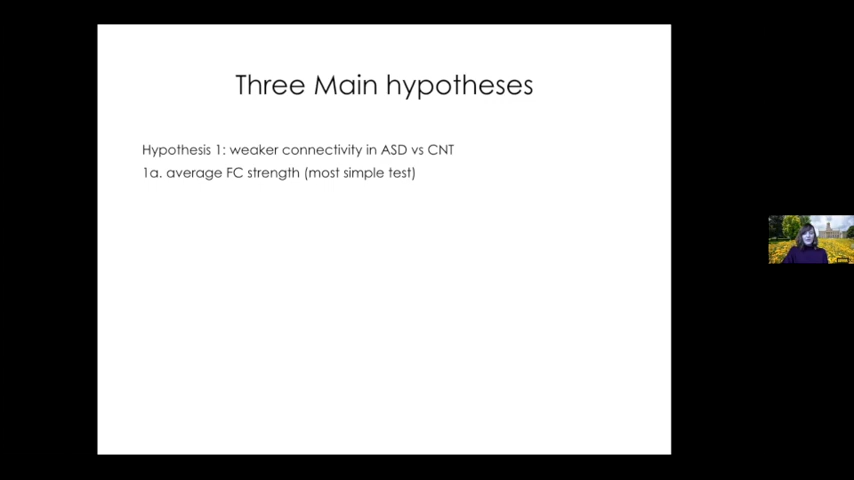 Three Main hypotheses
Hypothesis 1: weaker connectivity in ASD vs CNT
1a. average FC strength (most simple test)